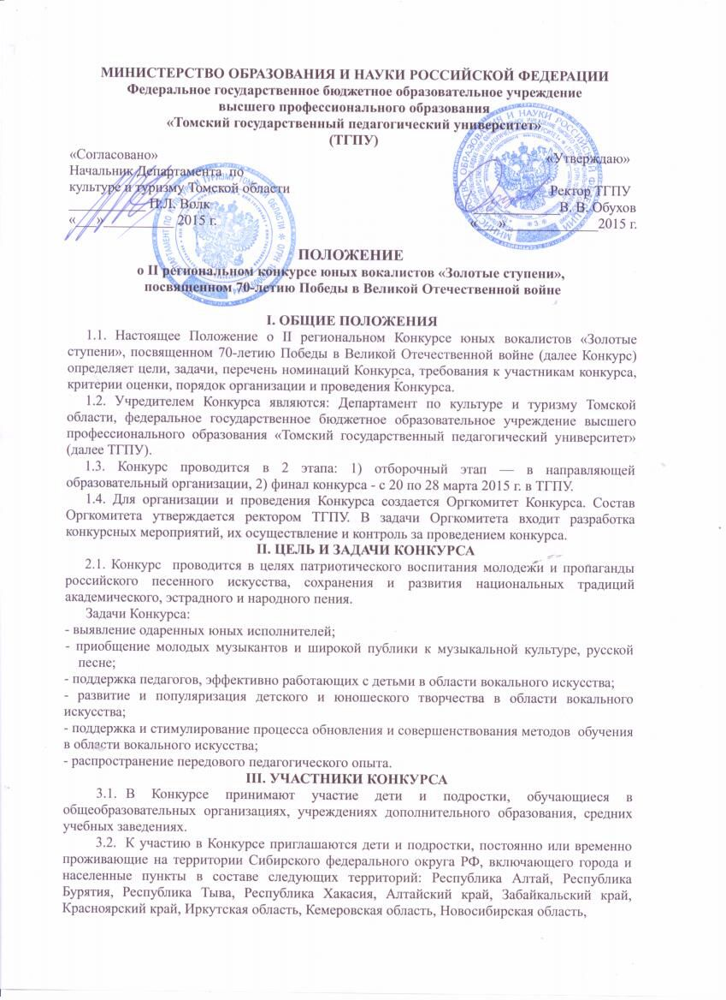 МИНИСТЕРСТВО ОБРАЗОВАНИЯ И НАУКИ РОССИЙСКОЙ ФЕДЕРАЦИИ
Федеральное государственное бюджетное образовательное учреждение
высшего профессионального образования
«Томский государственный педагогический университет»
(ТГПУ)
«Согласовано» «Утверждаю»
Начальник Департамента по
культуре и туризму Томской области Ректор ТГПУ
___________ П.Л. Волк ___________В. В. Обухов
«___»__________2015 г. «___»____________2015 г.
ПОЛОЖЕНИЕ
о II региональном конкурсе юных вокалистов «Золотые ступени»,
посвященном 70-летию Победы в Великой Отечественной войне
I. ОБЩИЕ ПОЛОЖЕНИЯ
1.1. Настоящее Положение о II региональном Конкурсе юных вокалистов «Золотые
ступени», посвященном 70-летию Победы в Великой Отечественной войне (далее Конкурс)
определяет цели, задачи, перечень номинаций Конкурса, требования к участникам конкурса,
критерии оценки, порядок организации и проведения Конкурса.
1.2. Учредителем Конкурса являются: Департамент по культуре и туризму Томской
области, федеральное государственное бюджетное образовательное учреждение высшего
профессионального образования «Томский государственный педагогический университет»
(далее ТГПУ).
1.3. Конкурс проводится в 2 этапа: 1) отборочный этап — в направляющей
образовательный организации, 2) финал конкурса - с 20 по 28 марта 2015 г. в ТГПУ.
1.4. Для организации и проведения Конкурса создается Оргкомитет Конкурса. Состав
Оргкомитета утверждается ректором ТГПУ. В задачи Оргкомитета входит разработка
конкурсных мероприятий, их осуществление и контроль за проведением конкурса.
II. ЦЕЛЬ И ЗАДАЧИ КОНКУРСА
2.1. Конкурс проводится в целях патриотического воспитания молодежи и пропаганды
российского песенного искусства, сохранения и развития национальных традиций
академического, эстрадного и народного пения.
Задачи Конкурса:
- выявление одаренных юных исполнителей;
- приобщение молодых музыкантов и широкой публики к музыкальной культуре, русской
песне;
- поддержка педагогов, эффективно работающих с детьми в области вокального искусства;
- развитие и популяризация детского и юношеского творчества в области вокального
искусства;
- поддержка и стимулирование процесса обновления и совершенствования методов обучения
в области вокального искусства;
- распространение передового педагогического опыта.
III. УЧАСТНИКИ КОНКУРСА
3.1. В Конкурсе принимают участие дети и подростки, обучающиеся в
общеобразовательных организациях, учреждениях дополнительного образования, средних
учебных заведениях.
3.2. К участию в Конкурсе приглашаются дети и подростки, постоянно или временно
проживающие на территории Сибирского федерального округа РФ, включающего города и
населенные пункты в составе следующих территорий: Республика Алтай, Республика
Бурятия, Республика Тыва, Республика Хакасия, Алтайский край, Забайкальский край,
Красноярский край, Иркутская область, Кемеровская область, Новосибирская область,